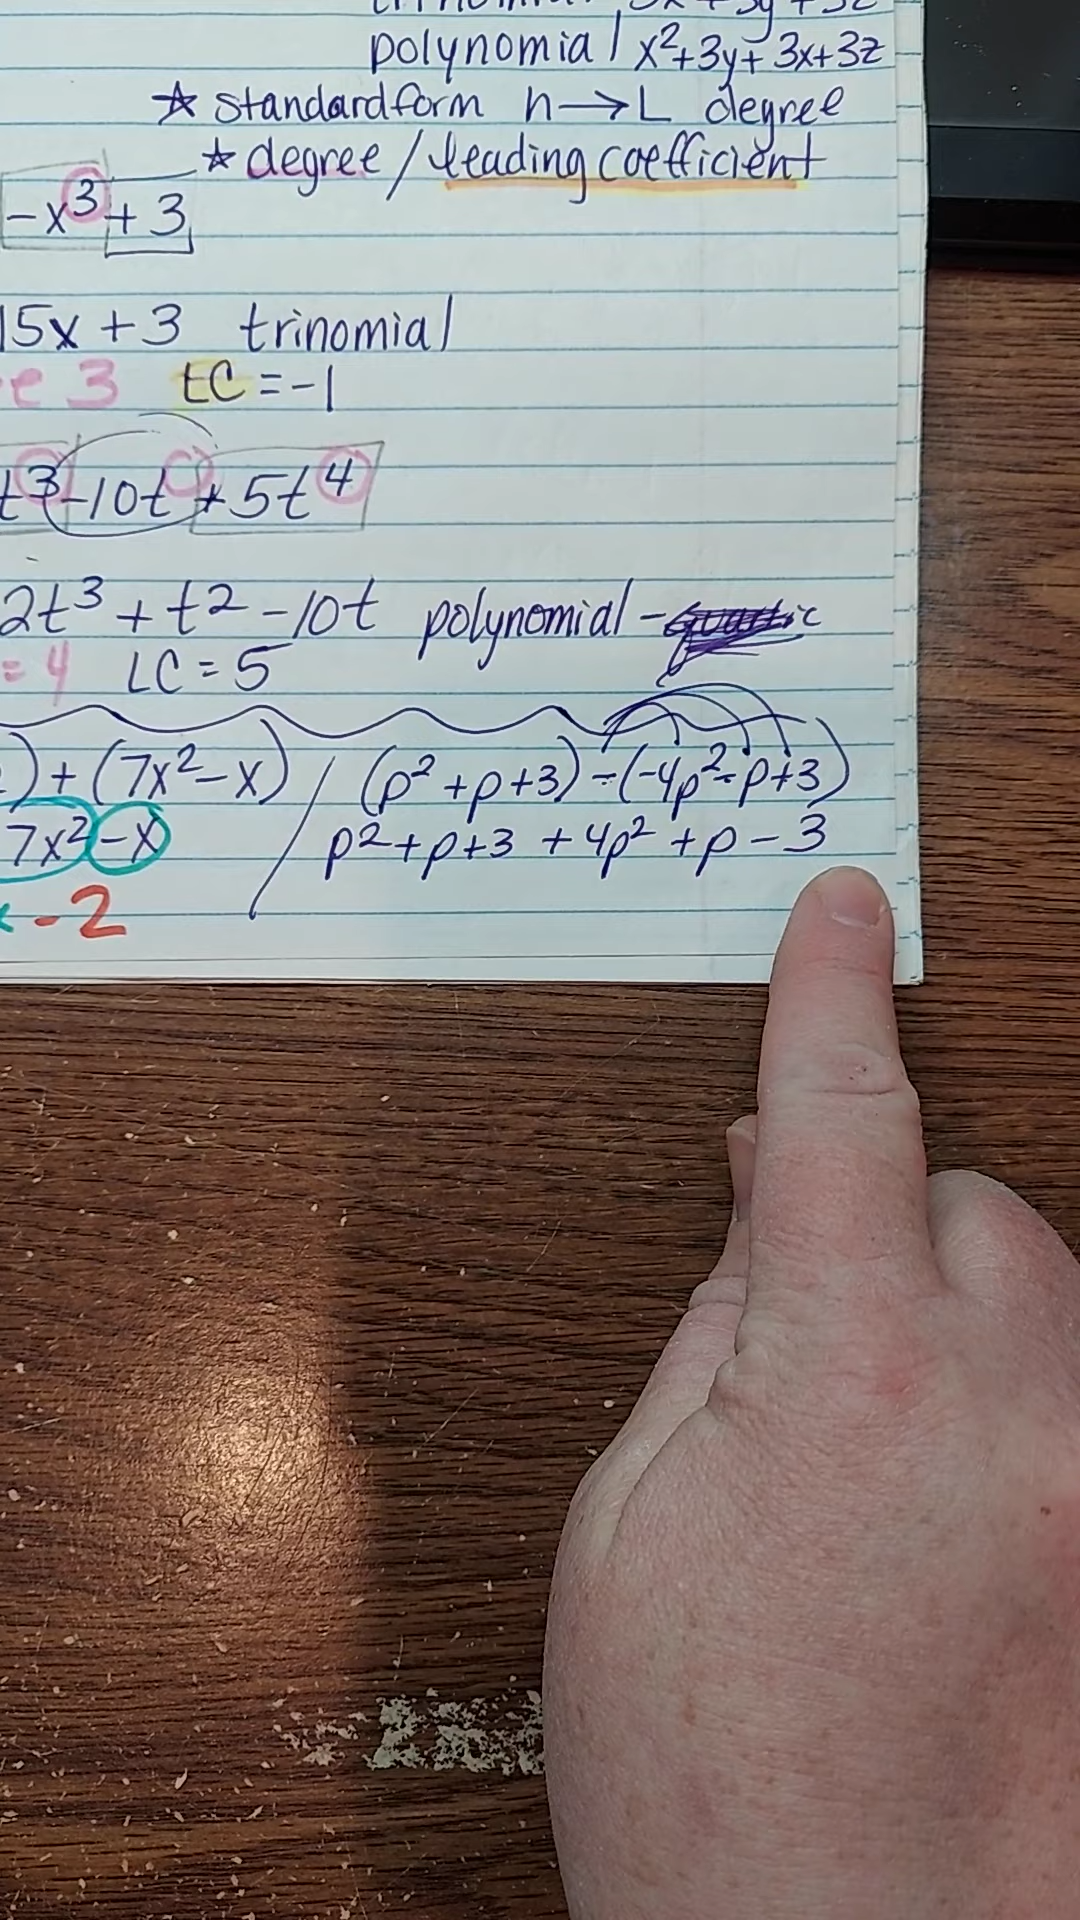 polynomial x²+3y+3x+3z
☆ standard form h→L degree
☆ degree / leading coefficient
-x³+3
15x+3 trinomial
e 3 LC=-1
t³-10t+5t⁴
2t³+t²-10t polynomial-
=4 LC=5
)+(7x²-x) / (p²+p+3)-(-4p²-p+3)
7x²-x p²+p+3+4p²+p-3
-2